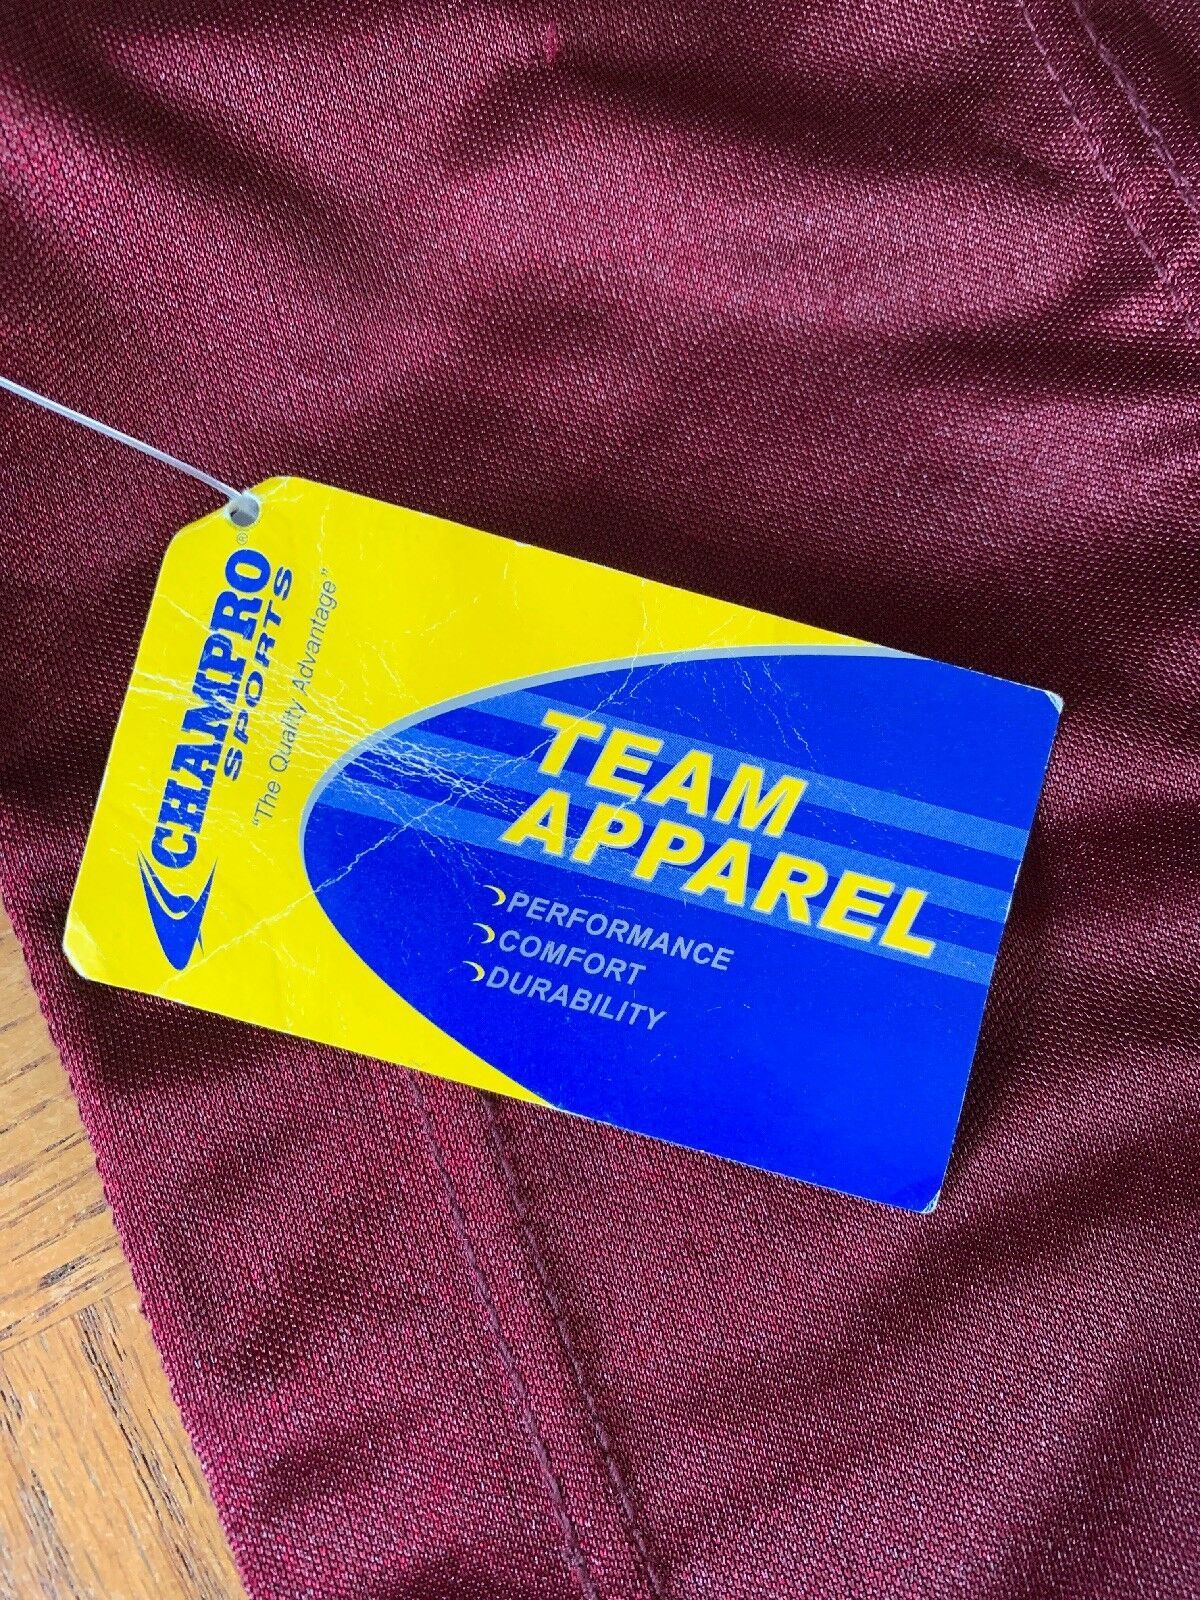 CHAMPRO®
SPORTS
"The Quality Advantage"
TEAM
APPAREL
PERFORMANCE
COMFORT
DURABILITY